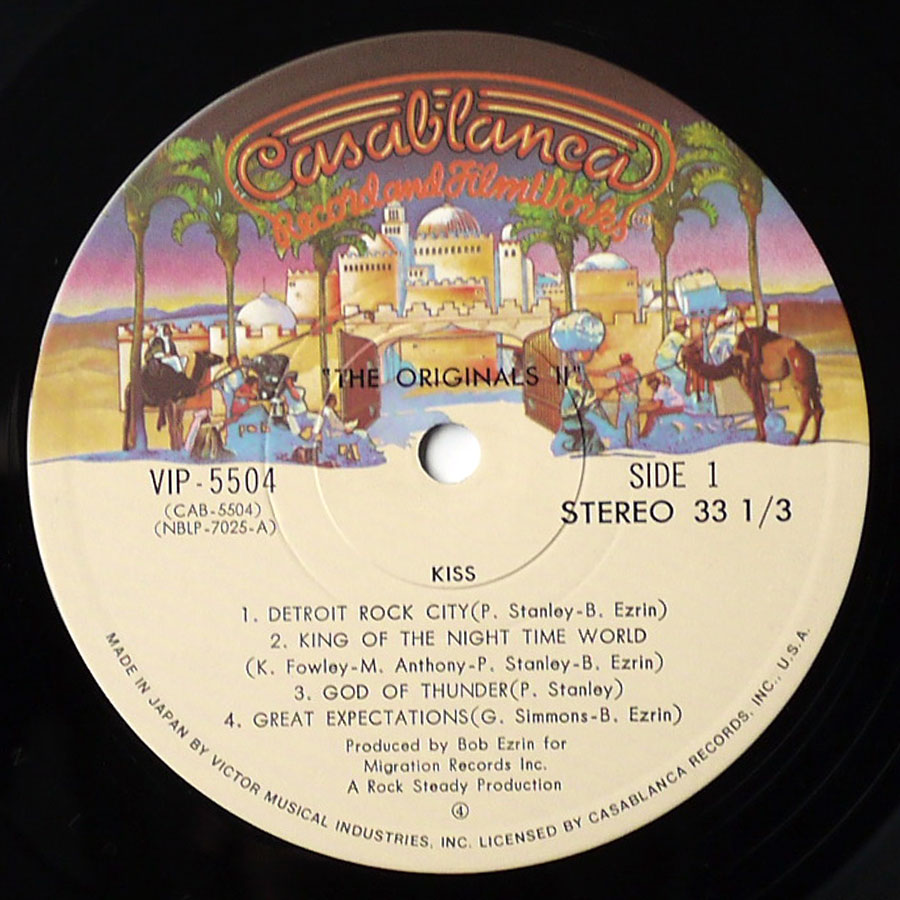 Casablanca
Record and FilmWorks
"THE ORIGINALS II"
VIP-5504
(CAB-5504)
(NBLP-7025-A)
SIDE 1
STEREO 33 1/3
KISS
1. DETROIT ROCK CITY(P. Stanley-B. Ezrin)
2. KING OF THE NIGHT TIME WORLD
(K. Fowley-M. Anthony-P. Stanley-B. Ezrin)
3. GOD OF THUNDER(P. Stanley)
4. GREAT EXPECTATIONS(G. Simmons-B. Ezrin)
Produced by Bob Ezrin for
Migration Records Inc.
A Rock Steady Production
④
MADE IN JAPAN BY VICTOR MUSICAL INDUSTRIES, INC. LICENSED BY CASABLANCA RECORDS, INC., U.S.A.